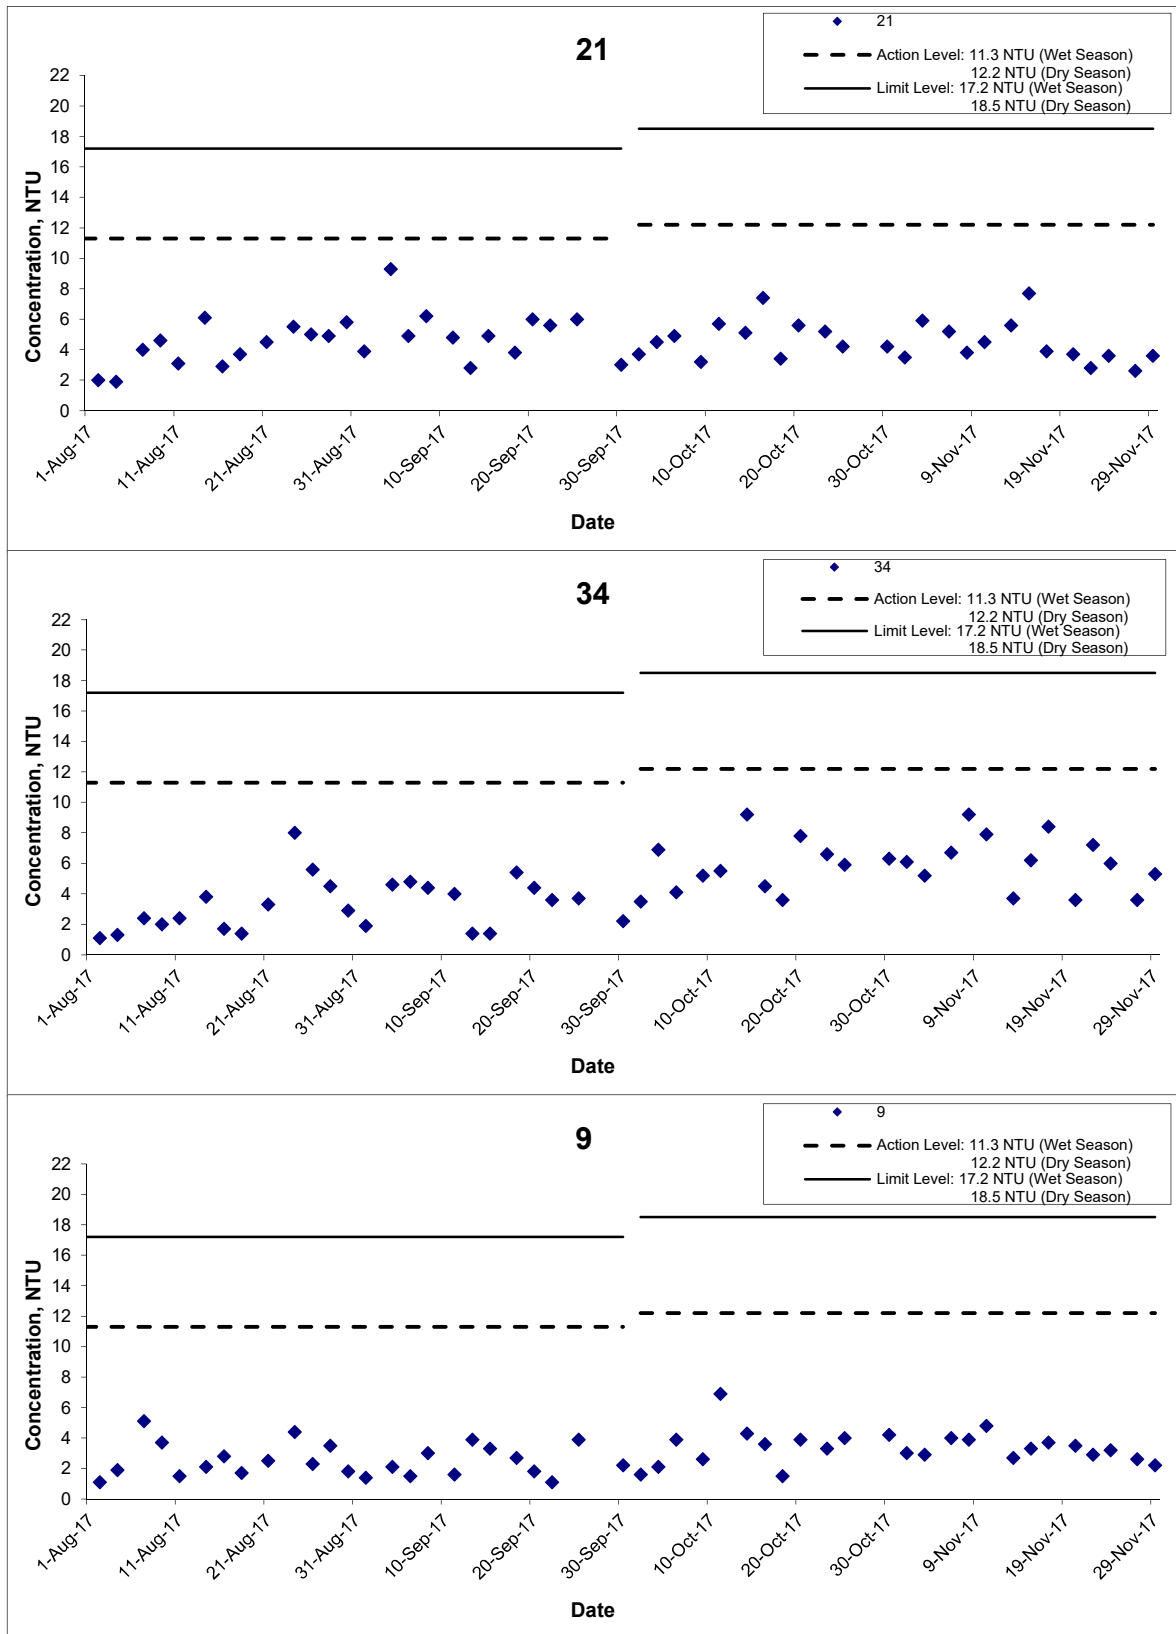 21
21
Action Level: 11.3 NTU (Wet Season)
12.2 NTU (Dry Season)
Limit Level: 17.2 NTU (Wet Season)
18.5 NTU (Dry Season)
Concentration, NTU
22
20
18
16
14
12
10
8
6
4
2
0
1-Aug-17
11-Aug-17
21-Aug-17
31-Aug-17
10-Sep-17
20-Sep-17
30-Sep-17
10-Oct-17
20-Oct-17
30-Oct-17
9-Nov-17
19-Nov-17
29-Nov-17
Date
34
34
Action Level: 11.3 NTU (Wet Season)
12.2 NTU (Dry Season)
Limit Level: 17.2 NTU (Wet Season)
18.5 NTU (Dry Season)
Concentration, NTU
22
20
18
16
14
12
10
8
6
4
2
0
1-Aug-17
11-Aug-17
21-Aug-17
31-Aug-17
10-Sep-17
20-Sep-17
30-Sep-17
10-Oct-17
20-Oct-17
30-Oct-17
9-Nov-17
19-Nov-17
29-Nov-17
Date
9
9
Action Level: 11.3 NTU (Wet Season)
12.2 NTU (Dry Season)
Limit Level: 17.2 NTU (Wet Season)
18.5 NTU (Dry Season)
Concentration, NTU
22
20
18
16
14
12
10
8
6
4
2
0
1-Aug-17
11-Aug-17
21-Aug-17
31-Aug-17
10-Sep-17
20-Sep-17
30-Sep-17
10-Oct-17
20-Oct-17
30-Oct-17
9-Nov-17
19-Nov-17
29-Nov-17
Date